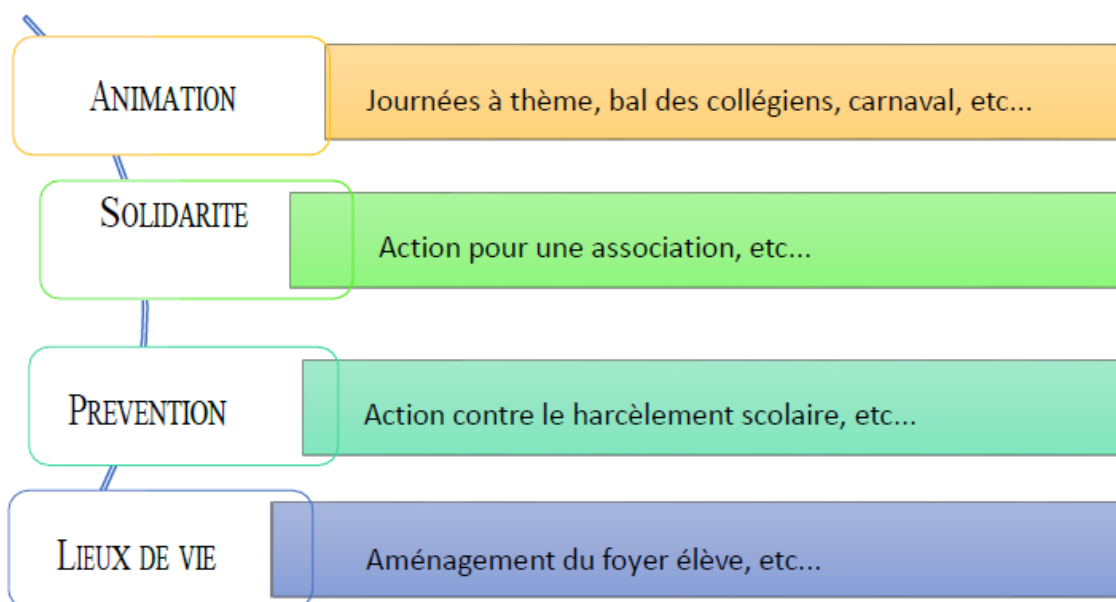 ANIMATION
Journées à thème, bal des collégiens, carnaval, etc...
SOLIDARITE
Action pour une association, etc...
PREVENTION
Action contre le harcèlement scolaire, etc...
LIEUX DE VIE
Aménagement du foyer élève, etc...